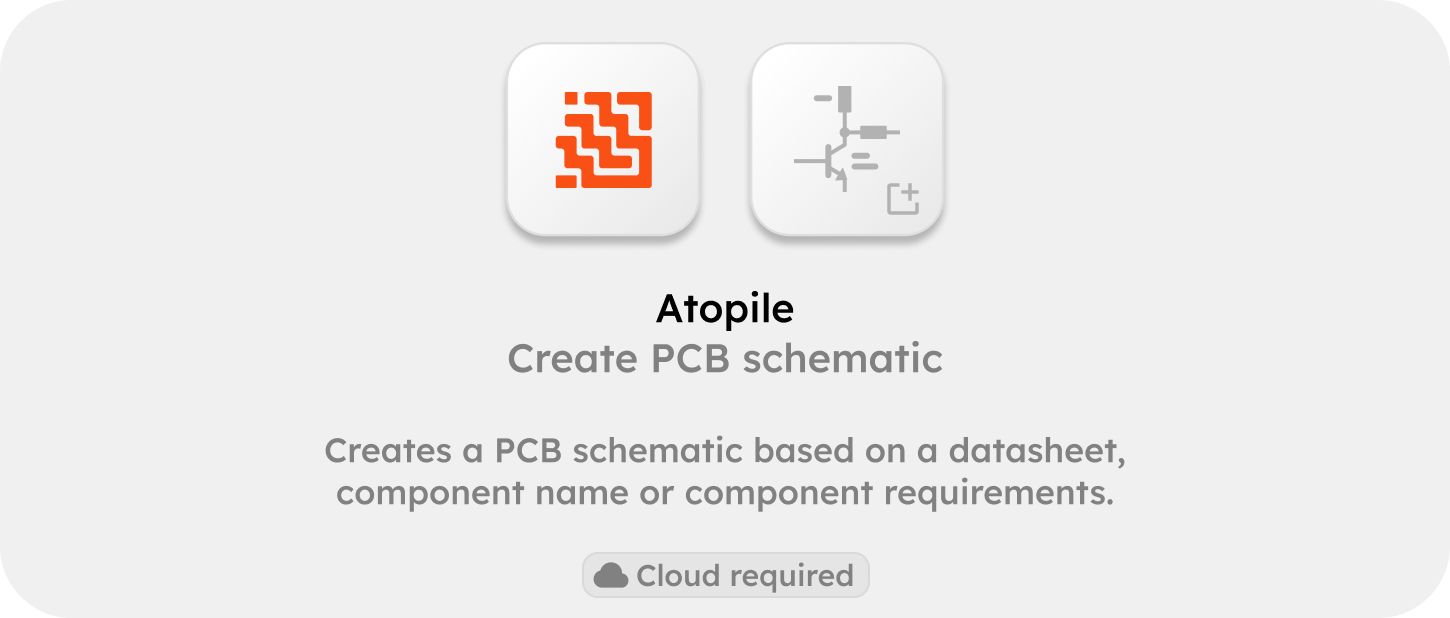 Atopile
Create PCB schematic
Creates a PCB schematic based on a datasheet,
component name or component requirements.
Cloud required